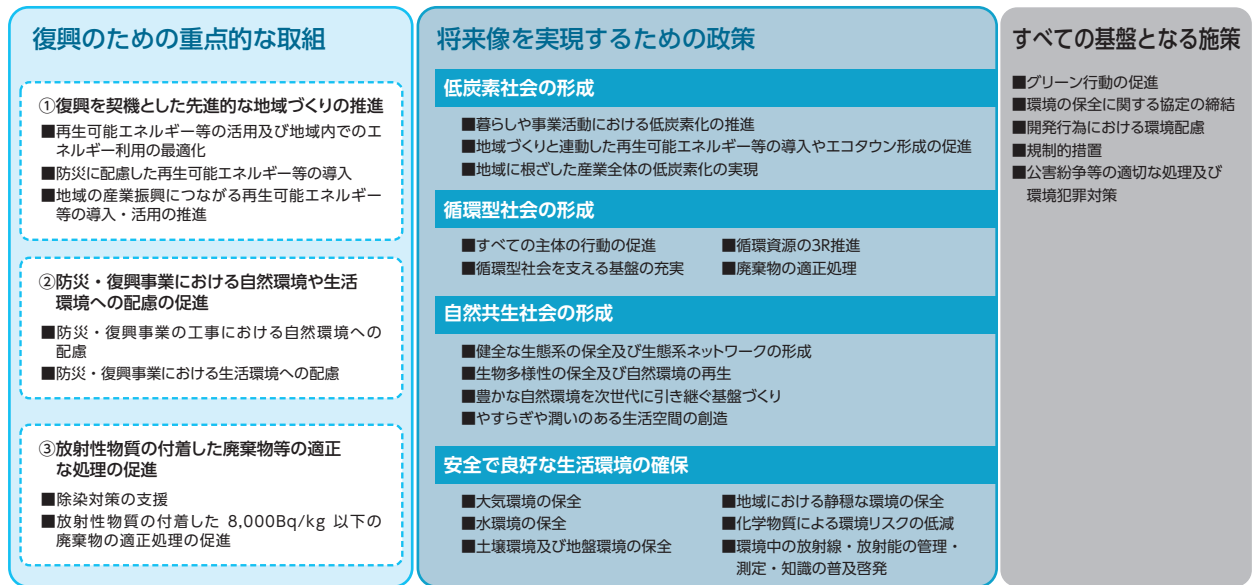 復興のための重点的な取組
①復興を契機とした先進的な地域づくりの推進
■再生可能エネルギー等の活用及び地域内でのエ
ネルギー利用の最適化
■防災に配慮した再生可能エネルギー等の導入
■地域の産業振興につながる再生可能エネルギー
等の導入・活用の推進
②防災・復興事業における自然環境や生活
環境への配慮の促進
■防災・復興事業の工事における自然環境への
配慮
■防災・復興事業における生活環境への配慮
③放射性物質の付着した廃棄物等の適正
な処理の促進
■除染対策の支援
■放射性物質の付着した 8,000Bq/kg 以下の
廃棄物の適正処理の促進
将来像を実現するための政策
低炭素社会の形成
■暮らしや事業活動における低炭素化の推進
■地域づくりと連動した再生可能エネルギー等の導入やエコタウン形成の促進
■地域に根ざした産業全体の低炭素化の実現
循環型社会の形成
■すべての主体の行動の促進
■循環型社会を支える基盤の充実
■循環資源の3R推進
■廃棄物の適正処理
自然共生社会の形成
■健全な生態系の保全及び生態系ネットワークの形成
■生物多様性の保全及び自然環境の再生
■豊かな自然環境を次世代に引き継ぐ基盤づくり
■やすらぎや潤いのある生活空間の創造
安全で良好な生活環境の確保
■大気環境の保全
■水環境の保全
■土壌環境及び地盤環境の保全
■地域における静穏な環境の保全
■化学物質による環境リスクの低減
■環境中の放射線・放射能の管理・
測定・知識の普及啓発
すべての基盤となる施策
■グリーン行動の促進
■環境の保全に関する協定の締結
■開発行為における環境配慮
■規制的措置
■公害紛争等の適切な処理及び
環境犯罪対策